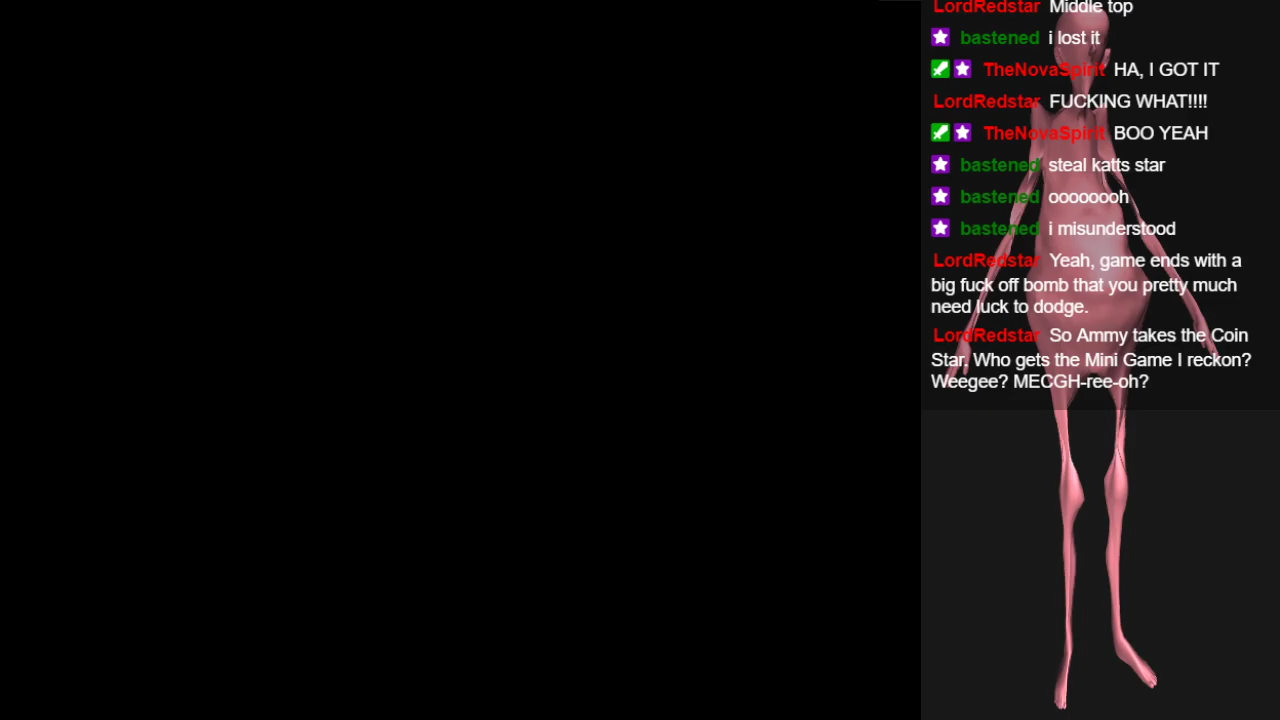 LordRedstar Middle top
bastened i lost it
TheNovaSpirit HA, I GOT IT
LordRedstar FUCKING WHAT!!!!
TheNovaSpirit BOO YEAH
bastened steal katts star
bastened oooooooh
bastened i misunderstood
LordRedstar Yeah, game ends with a
big fuck off bomb that you pretty much
need luck to dodge.
LordRedstar So Ammy takes the Coin
Star. Who gets the Mini Game I reckon?
Weegee? MECGH-ree-oh?